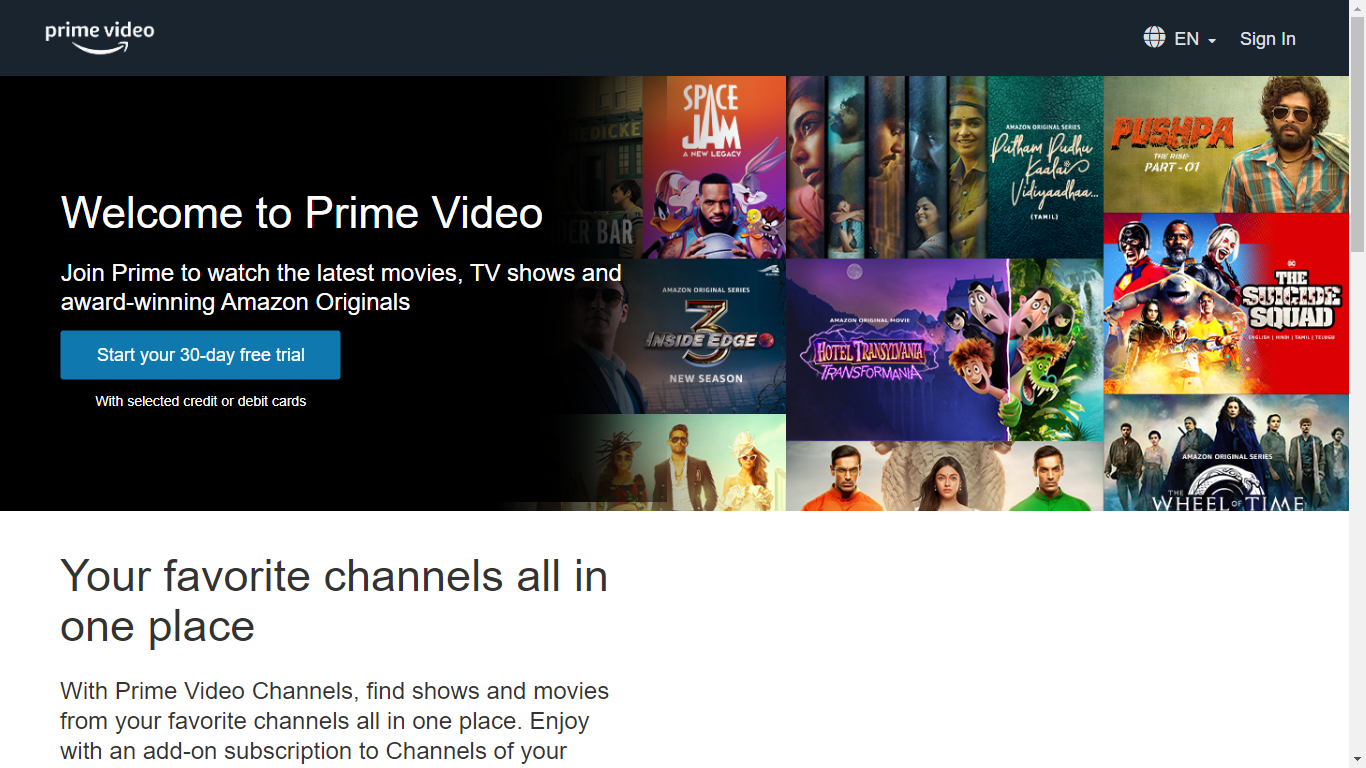 prime video
EN
Sign In
Welcome to Prime Video
Join Prime to watch the latest movies, TV shows and
award-winning Amazon Originals
Start your 30-day free trial
With selected credit or debit cards
SPACE
JAM
A NEW LEGACY
BAR
AMAZON ORIGINAL SERIES
3
INSIDE EDGE
NEW SEASON
AMAZON ORIGINAL SERIES
Putham Pudhu
Kaalai
Vidiyaadhaa...
(TAMIL)
AMAZON ORIGINAL MOVIE
HOTEL TRANSYLVANIA
TRANSFORMANIA
PUSHPA
THE RISE
PART - 01
DC
THE
SUICIDE
SQUAD
ENGLISH | HINDI | TAMIL | TELUGU
AMAZON ORIGINAL SERIES
THE
WHEEL OF TIME
Your favorite channels all in
one place
With Prime Video Channels, find shows and movies
from your favorite channels all in one place. Enjoy
with an add-on subscription to Channels of your